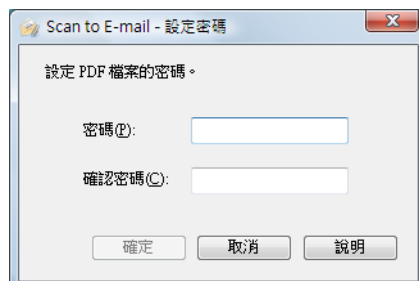 Scan to E-mail - 設定密碼
設定 PDF 檔案的密碼。
密碼(P):
確認密碼(C):
確定 取消 說明